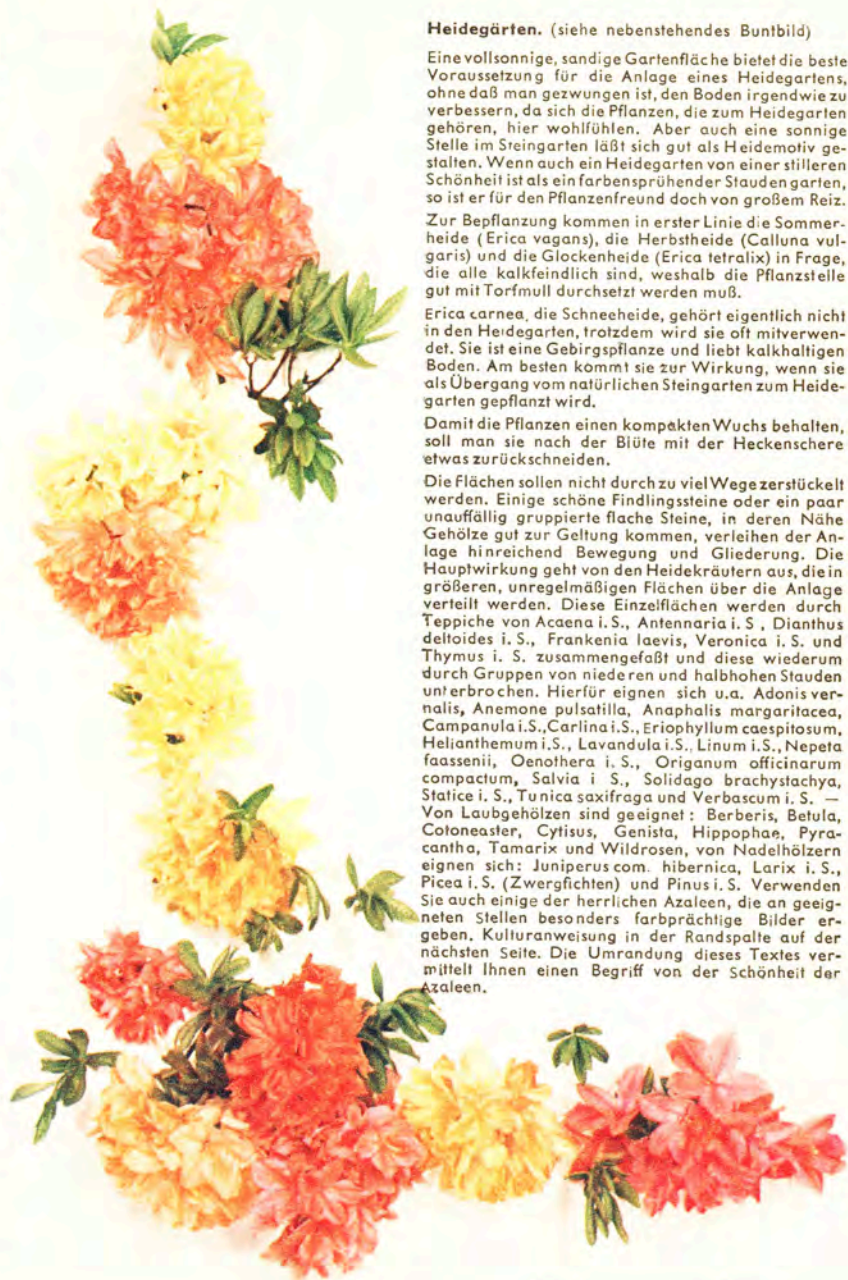 Heidegärten. (siehe nebenstehendes Buntbild)
Eine vollsonnige, sandige Gartenfläche bietet die beste
Voraussetzung für die Anlage eines Heidegartens,
ohne daß man gezwungen ist, den Boden irgendwie zu
verbessern, da sich die Pflanzen, die zum Heidegarten
gehören, hier wohlfühlen. Aber auch eine sonnige
Stelle im Steingarten läßt sich gut als Heidemotiv ge-
stalten. Wenn auch ein Heidegarten von einer stilleren
Schönheit ist als ein farbensprühender Staudengarten,
so ist er für den Pflanzenfreund doch von großem Reiz.
Zur Bepflanzung kommen in erster Linie die Sommer-
heide (Erica vagans), die Herbstheide (Calluna vul-
garis) und die Glockenheide (Erica tetralix) in Frage,
die alle kalkfeindlich sind, weshalb die Pflanzstelle
gut mit Torfmull durchsetzt werden muß.
Erica carnea, die Schneeheide, gehört eigentlich nicht
in den Heidegarten, trotzdem wird sie oft mitverwen-
det. Sie ist eine Gebirgspflanze und liebt kalkhaltigen
Boden. Am besten kommt sie zur Wirkung, wenn sie
als Übergang vom natürlichen Steingarten zum Heide-
garten gepflanzt wird.
Damit die Pflanzen einen kompakten Wuchs behalten,
soll man sie nach der Blüte mit der Heckenschere
etwas zurückschneiden.
Die Flächen sollen nicht durch zu viel Wege zerstückelt
werden. Einige schöne Findlingssteine oder ein paar
unauffällig gruppierte flache Steine, in deren Nähe
Gehölze gut zur Geltung kommen, verleihen der An-
lage hinreichend Bewegung und Gliederung. Die
Hauptwirkung geht von den Heidekräutern aus, die in
größeren, unregelmäßigen Flächen über die Anlage
verteilt werden. Diese Einzelflächen werden durch
Teppiche von Acaena i. S., Antennaria i. S , Dianthus
deltoides i. S., Frankenia laevis, Veronica i. S. und
Thymus i. S. zusammengefaßt und diese wiederum
durch Gruppen von niederen und halbhohen Stauden
unterbrochen. Hierfür eignen sich u.a. Adonis ver-
nalis, Anemone pulsatilla, Anaphalis margaritacea,
Campanula i.S., Carlina i.S., Eriophyllum caespitosum,
Helianthemum i.S., Lavandula i.S., Linum i.S., Nepeta
faassenii, Oenothera i. S., Origanum officinarum
compactum, Salvia i S., Solidago brachystachya,
Statice i. S., Tunica saxifraga und Verbascum i. S. —
Von Laubgehölzen sind geeignet : Berberis, Betula,
Cotoneaster, Cytisus, Genista, Hippophae, Pyra-
cantha, Tamarix und Wildrosen, von Nadelhölzern
eignen sich: Juniperus com. hibernica, Larix i. S.,
Picea i. S. (Zwergfichten) und Pinus i. S. Verwenden
Sie auch einige der herrlichen Azaleen, die an geeig-
neten Stellen besonders farbprächtige Bilder er-
geben. Kulturanweisung in der Randspalte auf der
nächsten Seite. Die Umrandung dieses Textes ver-
mittelt Ihnen einen Begriff von der Schönheit der
Azaleen.